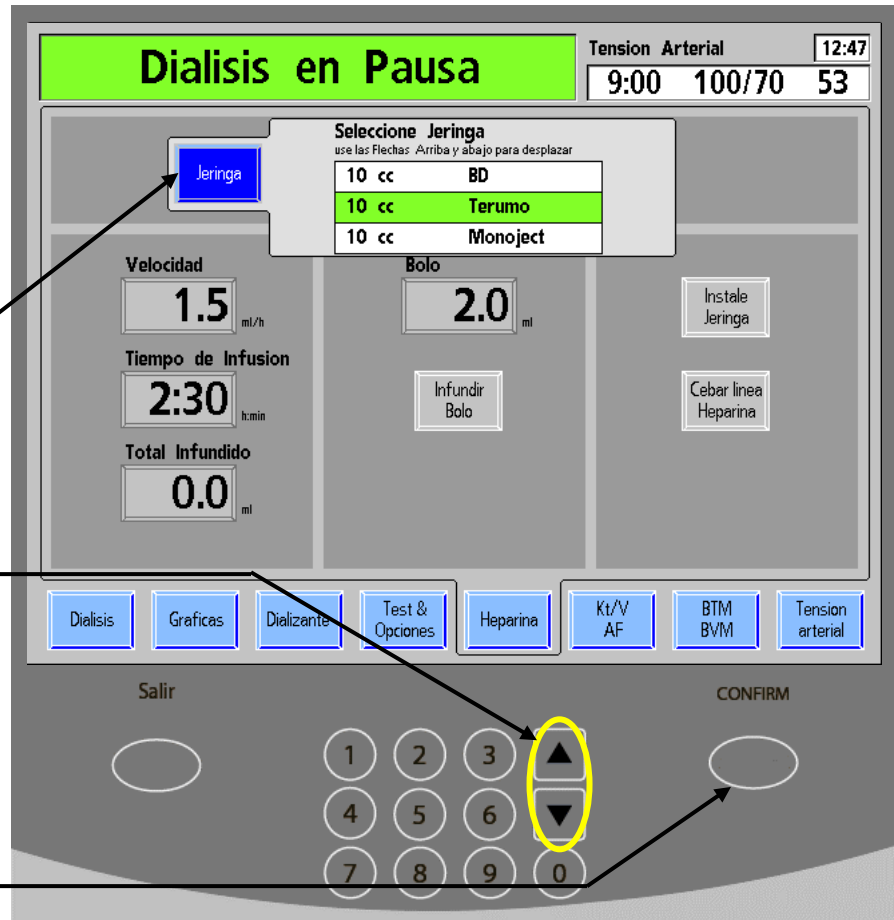 Dialisis en Pausa
Tension Arterial 12:47
9:00 100/70 53
Jeringa
Seleccione Jeringa
use las Flechas Arriba y abajo para desplazar
10 cc BD
10 cc Terumo
10 cc Monoject
Velocidad
1.5 ml/h
Tiempo de Infusion
2:30 h:min
Total Infundido
0.0 ml
Bolo
2.0 ml
Infundir
Bolo
Instale
Jeringa
Cebar linea
Heparina
Dialisis
Graficas
Dializante
Test &
Opciones
Heparina
Kt/V
AF
BTM
BVM
Tension
arterial
Salir
CONFIRM
1 2 3 ▲
4 5 6 ▼
7 8 9 0